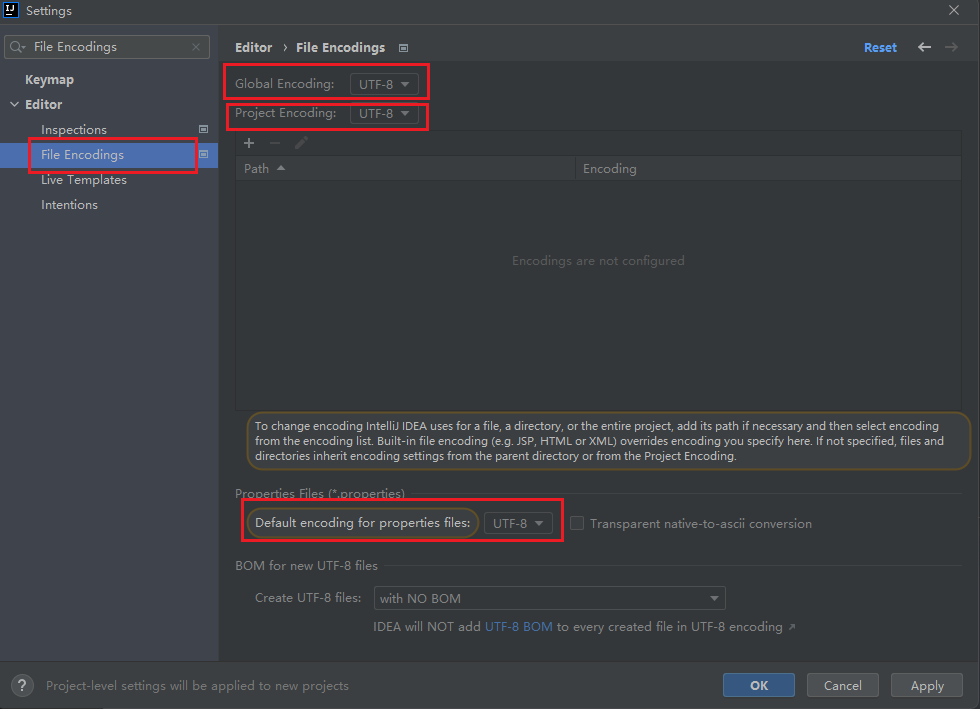 Settings
File Encodings
Keymap
Editor
Inspections
File Encodings
Live Templates
Intentions
Editor › File Encodings
Reset
Global Encoding: UTF-8
Project Encoding: UTF-8
Path
Encoding
Encodings are not configured
To change encoding IntelliJ IDEA uses for a file, a directory, or the entire project, add its path if necessary and then select encoding
from the encoding list. Built-in file encoding (e.g. JSP, HTML or XML) overrides encoding you specify here. If not specified, files and
directories inherit encoding settings from the parent directory or from the Project Encoding.
Properties Files (*.properties)
Default encoding for properties files: UTF-8 Transparent native-to-ascii conversion
BOM for new UTF-8 files
Create UTF-8 files: with NO BOM
IDEA will NOT add UTF-8 BOM to every created file in UTF-8 encoding ↗
? Project-level settings will be applied to new projects
OK Cancel Apply